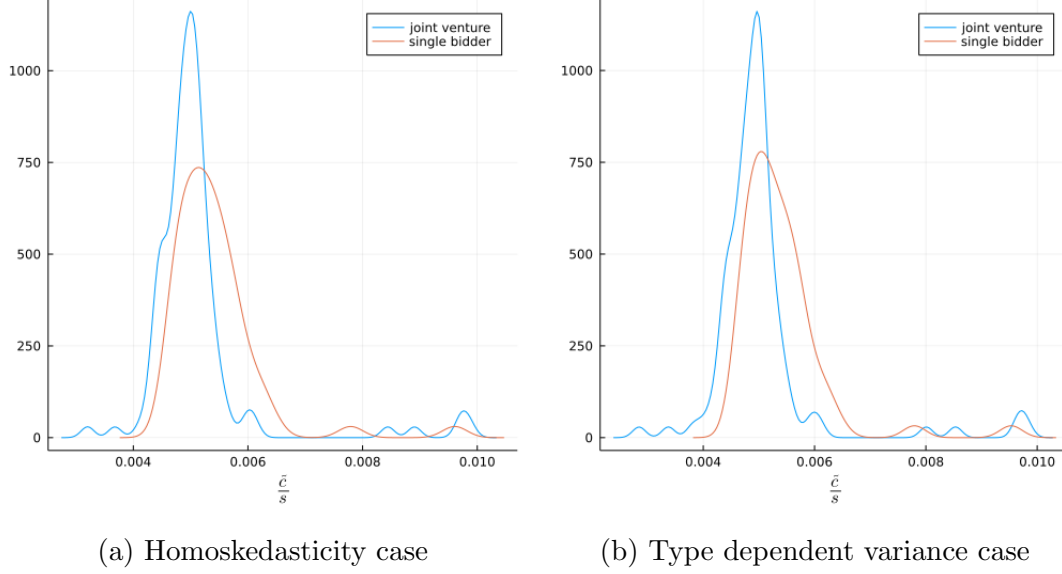 joint venture
single bidder
1000
750
500
250
0
0.004 0.006 0.008 0.010
c̃/s
(a) Homoskedasticity case
joint venture
single bidder
1000
750
500
250
0
0.004 0.006 0.008 0.010
c̃/s
(b) Type dependent variance case